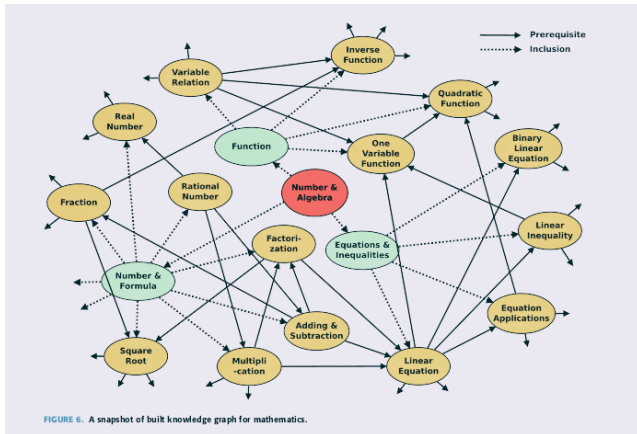 Prerequisite
Inclusion
Inverse
Function
Variable
Relation
Quadratic
Function
Real
Number
Function
One
Variable
Function
Binary
Linear
Equation
Fraction
Rational
Number
Number &
Algebra
Linear
Inequality
Factori-
zation
Equations &
Inequalities
Number &
Formula
Equation
Applications
Adding &
Subtraction
Square
Root
Multipli
-cation
Linear
Equation
FIGURE 6. A snapshot of built knowledge graph for mathematics.